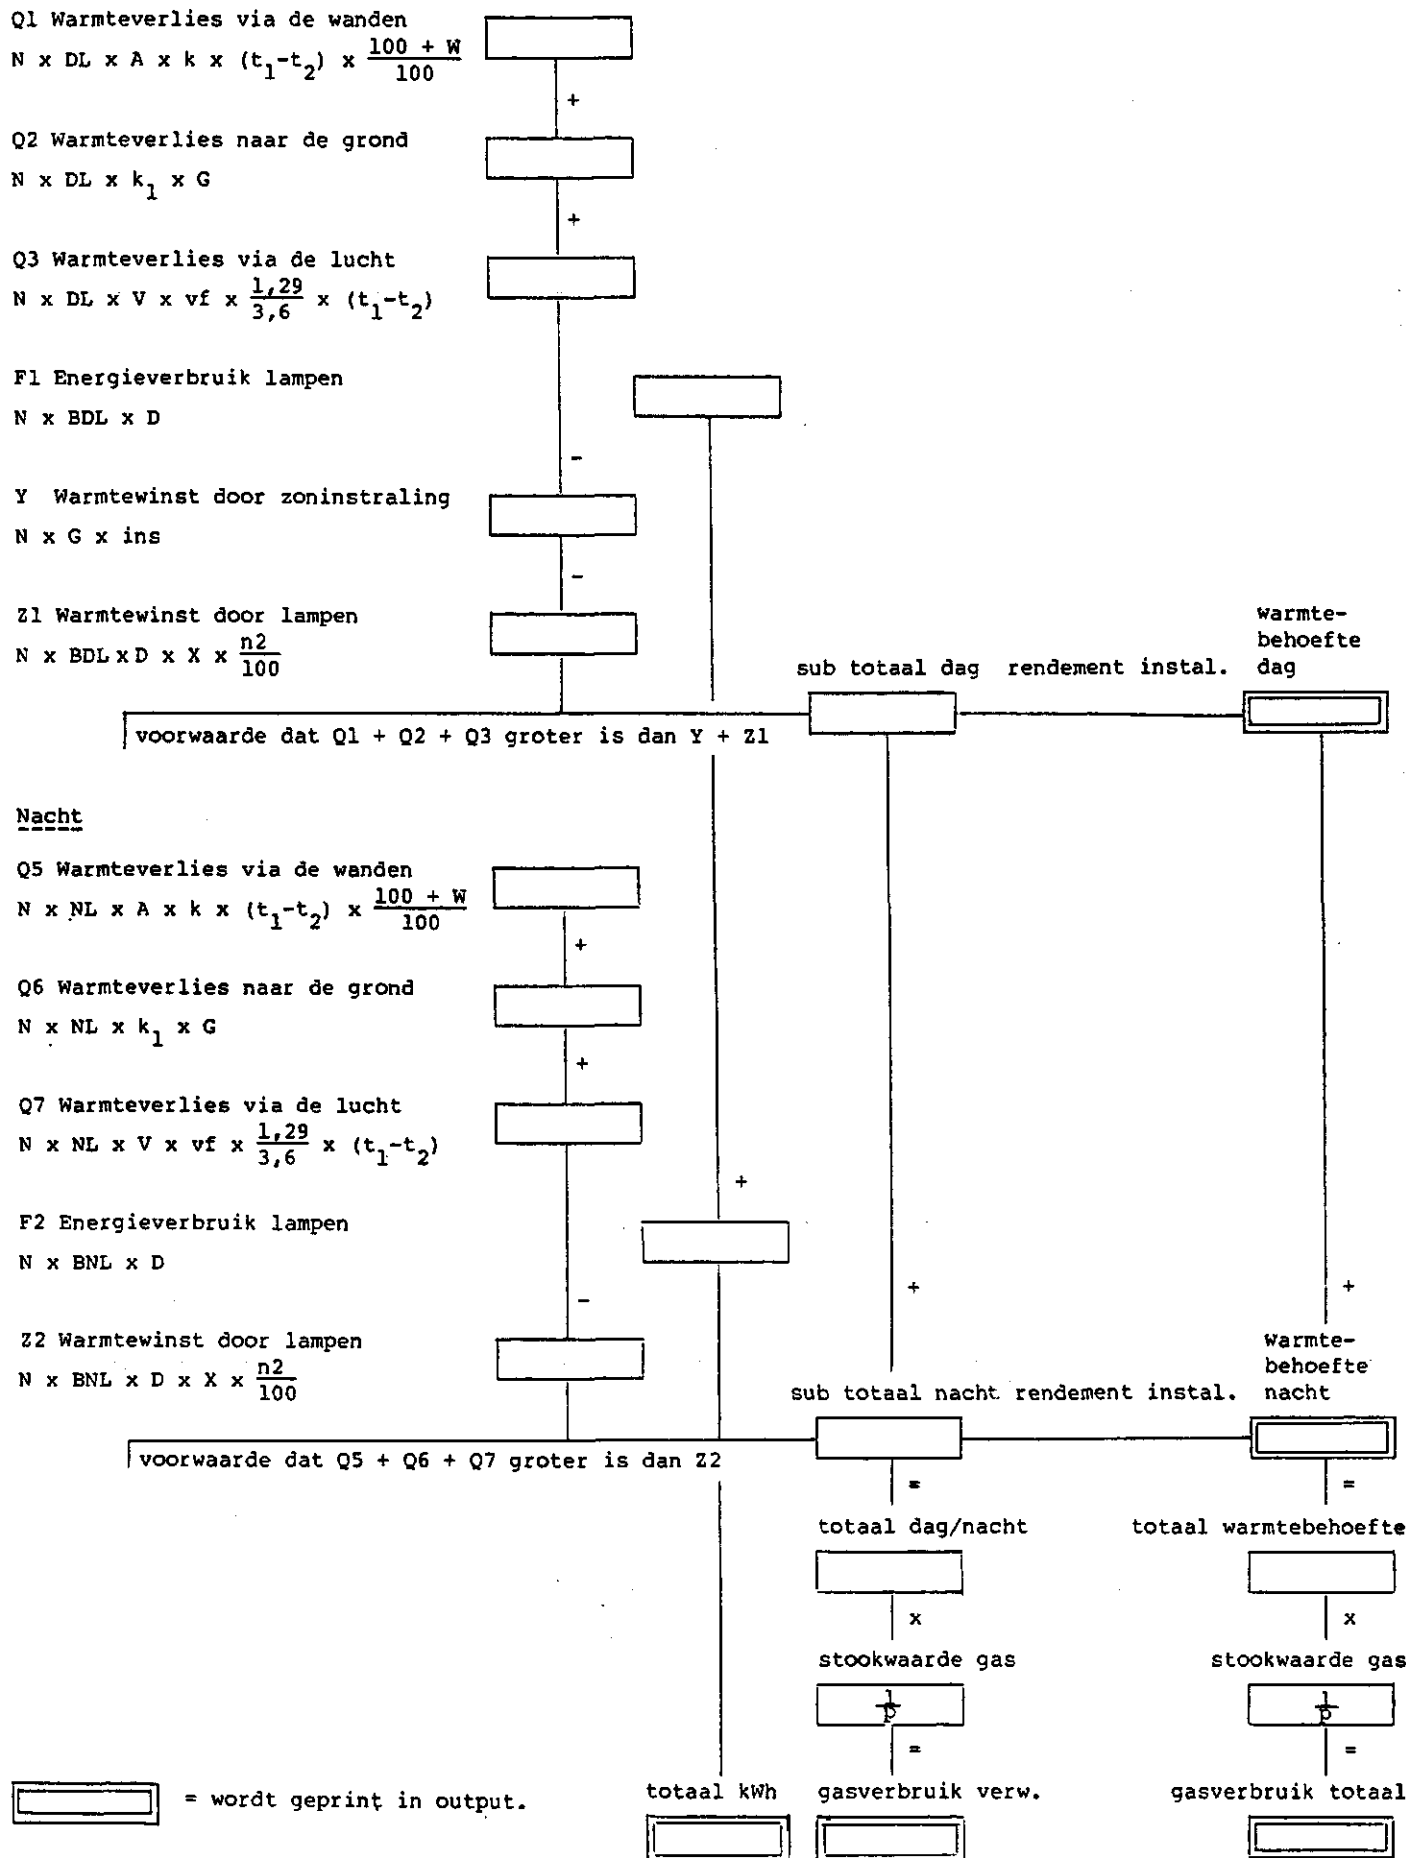 Q1 Warmteverlies via de wanden
N x DL x A x k x (t1-t2) x 100 + W / 100
+
Q2 Warmteverlies naar de grond
N x DL x k1 x G
+
Q3 Warmteverlies via de lucht
N x DL x V x vf x 1,29 / 3,6 x (t1-t2)
F1 Energieverbruik lampen
N x BDL x D
-
Y Warmtewinst door zoninstraling
N x G x ins
-
Z1 Warmtewinst door lampen
N x BDL x D x X x n2 / 100
warmte-
behoefte
sub totaal dag rendement instal. dag
voorwaarde dat Q1 + Q2 + Q3 groter is dan Y + Z1
Nacht
Q5 Warmteverlies via de wanden
N x NL x A x k x (t1-t2) x 100 + W / 100
+
Q6 Warmteverlies naar de grond
N x NL x k1 x G
+
Q7 Warmteverlies via de lucht
N x NL x V x vf x 1,29 / 3,6 x (t1-t2)
+
F2 Energieverbruik lampen
N x BNL x D
+ +
-
Z2 Warmtewinst door lampen
N x BNL x D x X x n2 / 100
Warmte-
behoefte
sub totaal nacht rendement instal. nacht
voorwaarde dat Q5 + Q6 + Q7 groter is dan Z2
= =
totaal dag/nacht totaal warmtebehoefte
x x
stookwaarde gas stookwaarde gas
1/p 1/p
= =
totaal kWh gasverbruik verw. gasverbruik totaal
= wordt geprint in output.